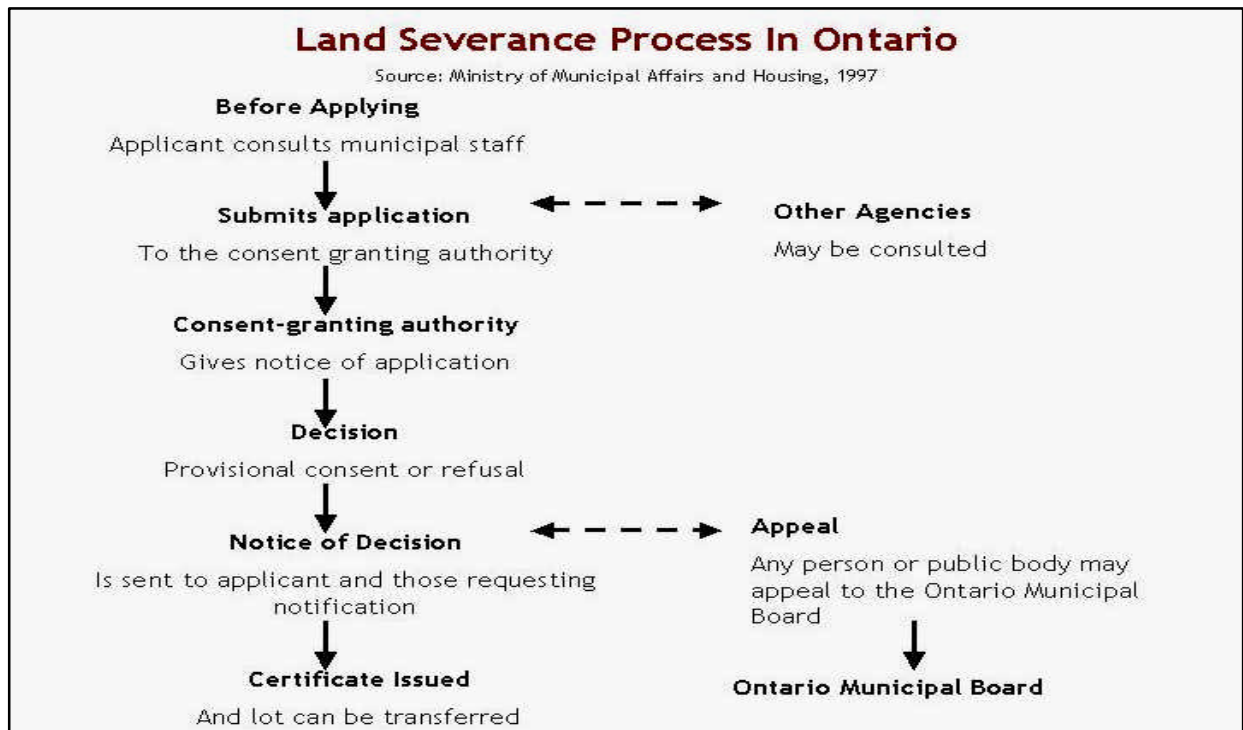 Land Severance Process In Ontario
Source: Ministry of Municipal Affairs and Housing, 1997
Before Applying
Applicant consults municipal staff
Submits application
To the consent granting authority
Other Agencies
May be consulted
Consent-granting authority
Gives notice of application
Decision
Provisional consent or refusal
Notice of Decision
Is sent to applicant and those requesting
notification
Appeal
Any person or public body may
appeal to the Ontario Municipal
Board
Certificate Issued
And lot can be transferred
Ontario Municipal Board